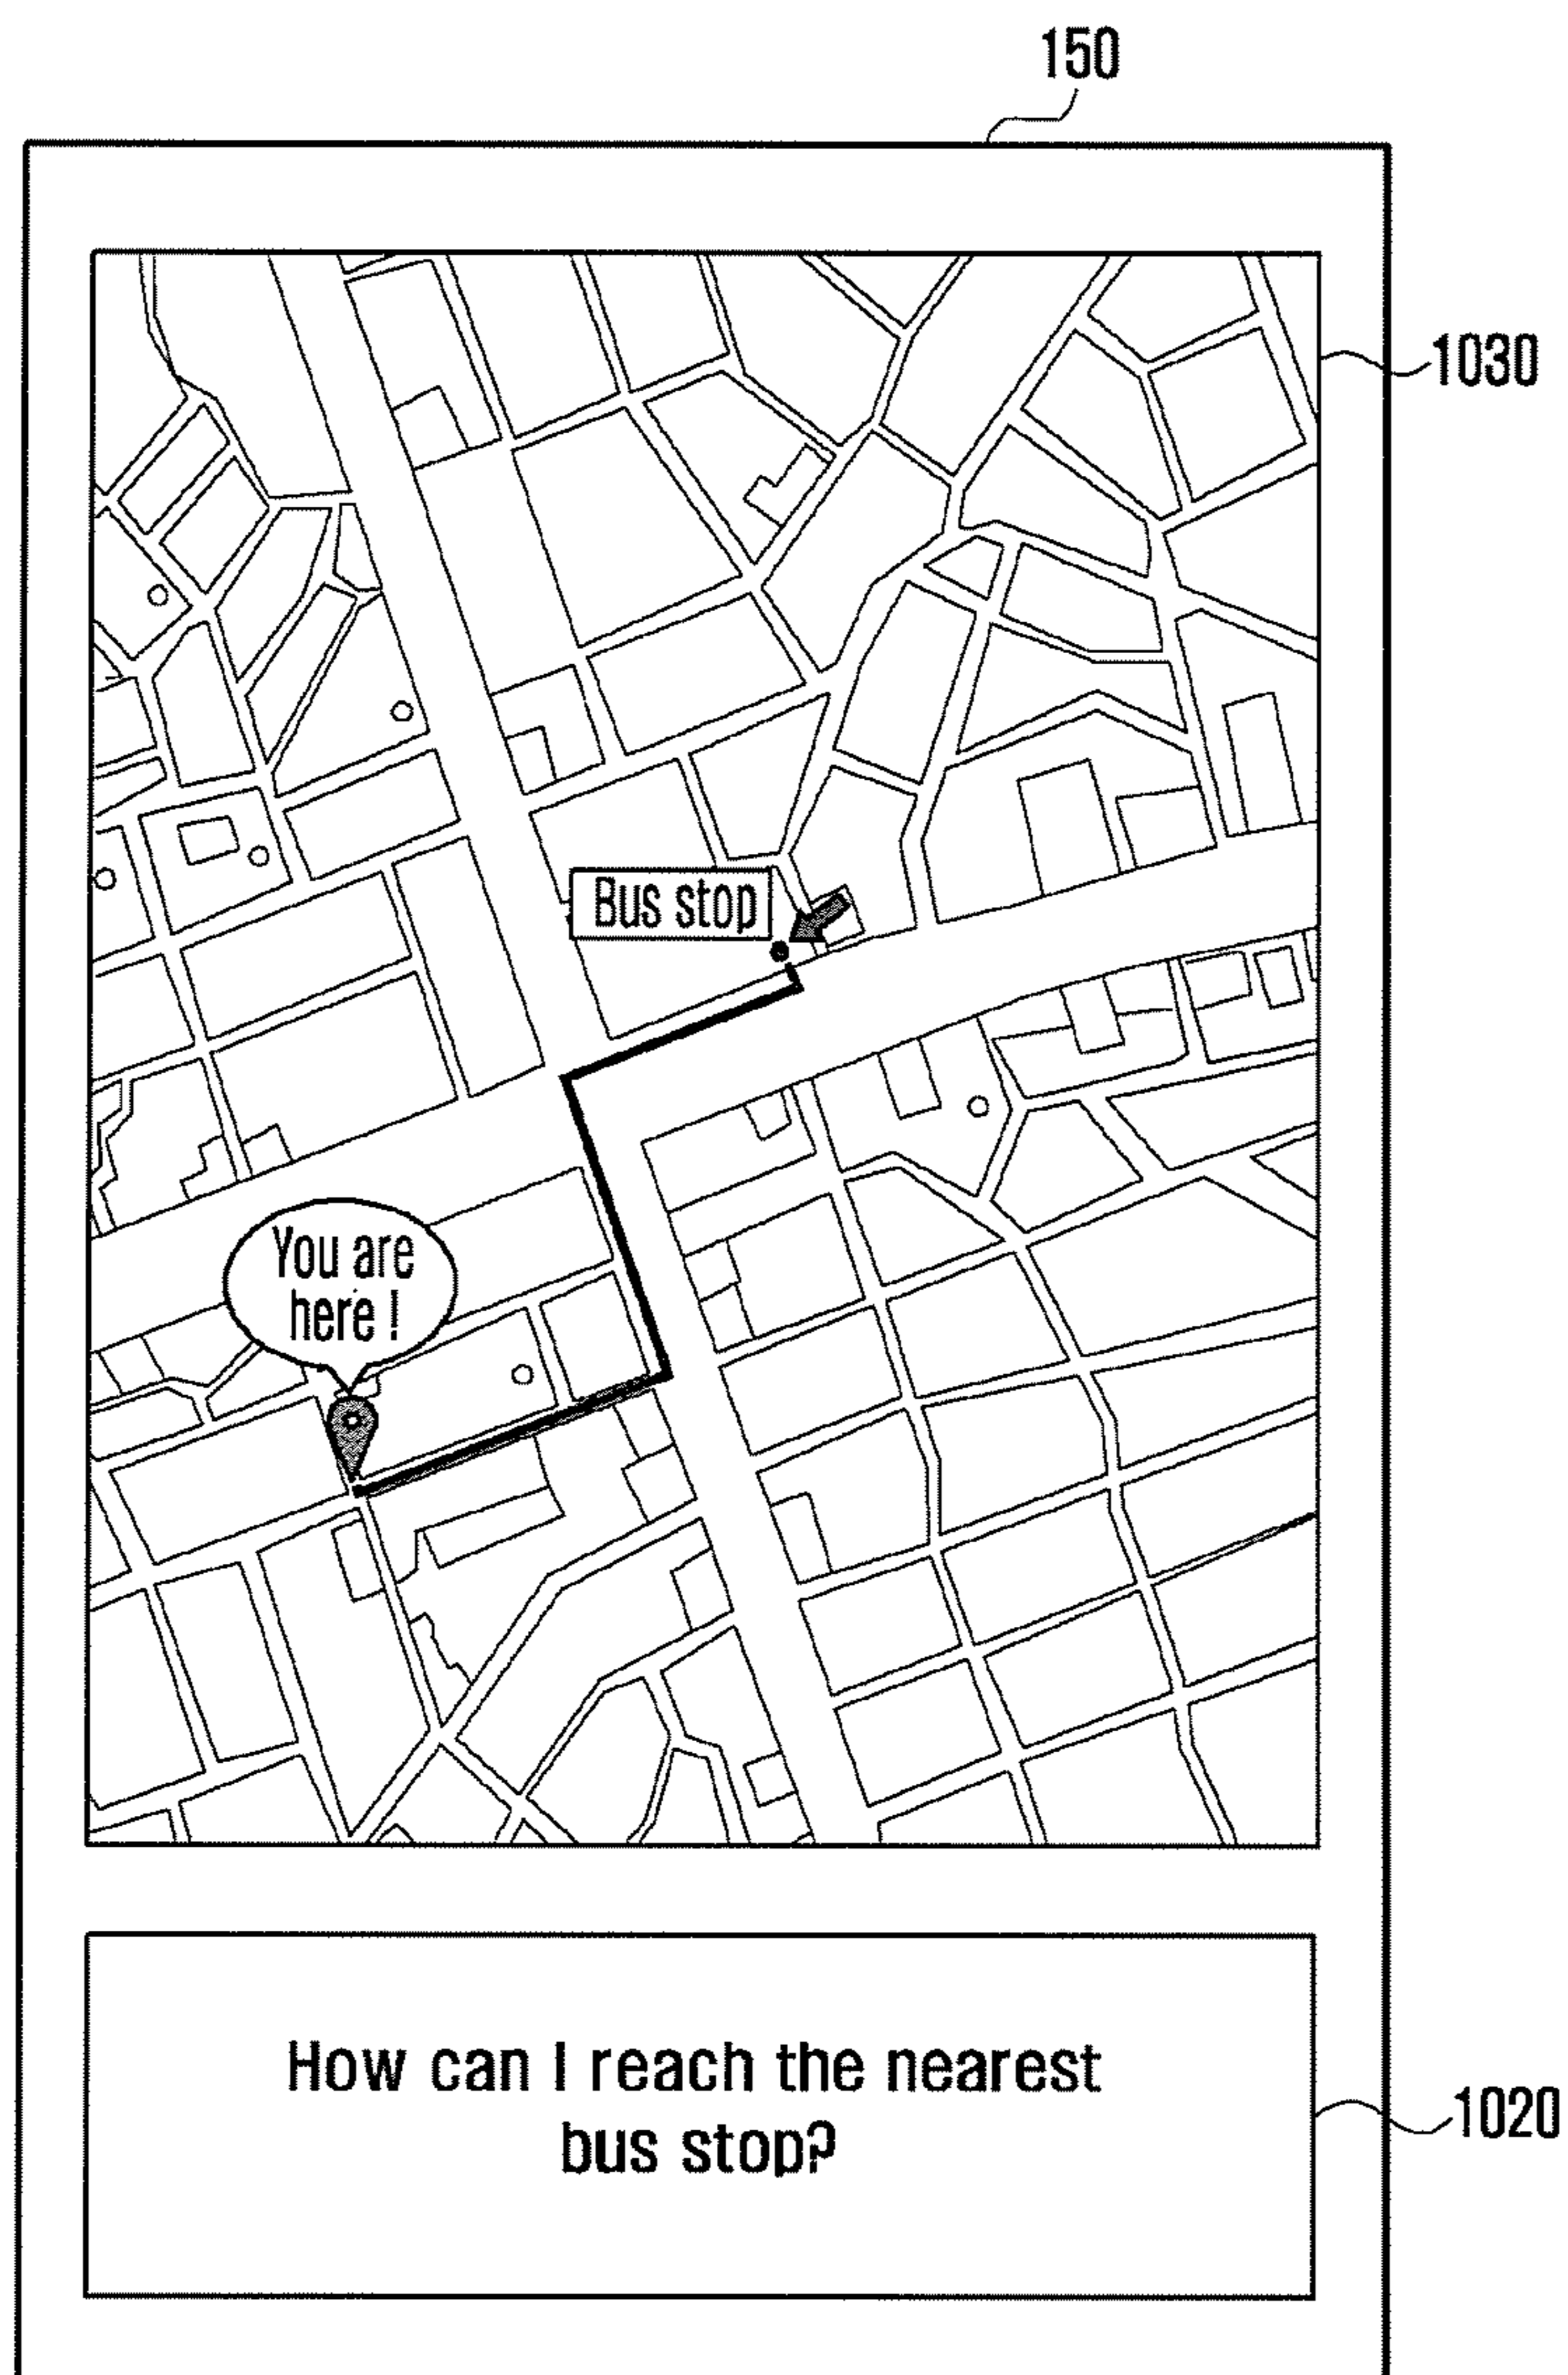 150
1030
Bus stop
You are
here !
How can I reach the nearest
bus stop?
1020